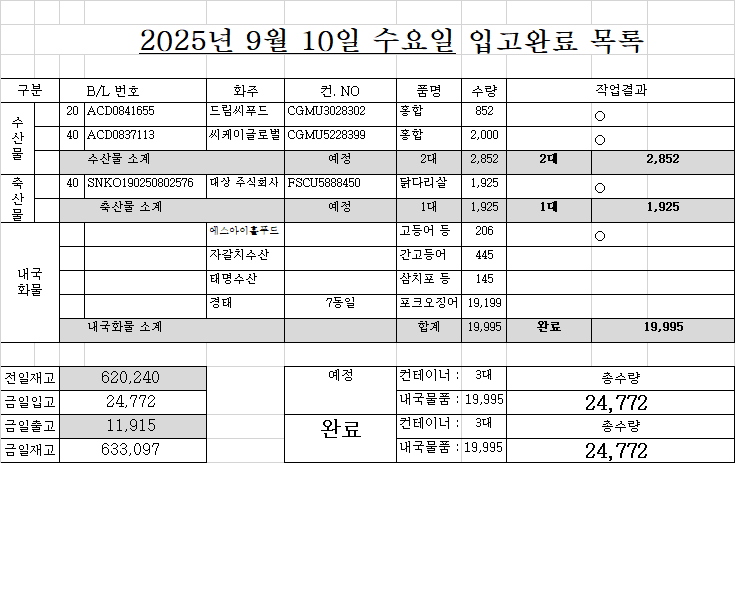 2025년 9월 10일 수요일 입고완료 목록
구분 B/L 번호 화주 컨. NO 품명 수량 작업결과
수산물
20 ACD0841655 드림씨푸드 CGMU3028302 홍합 852 ○
40 ACD0837113 씨케이글로벌 CGMU5228399 홍합 2,000 ○
수산물 소계 예정 2대 2,852 2대 2,852
축산물
40 SNKO190250802576 대상 주식회사 FSCU5888450 닭다리살 1,925 ○
축산물 소계 예정 1대 1,925 1대 1,925
내국
화물
에스아이홀푸드 고등어 등 206 ○
자갈치수산 간고등어 445
태명수산 삼치포 등 145
경태 7동일 포크오징어 19,199
내국화물 소계 합계 19,995 완료 19,995
전일재고 620,240 예정 컨테이너 : 3대 총수량
금일입고 24,772 내국물품 : 19,995 24,772
금일출고 11,915 완료 컨테이너 : 3대 총수량
금일재고 633,097 내국물품 : 19,995 24,772